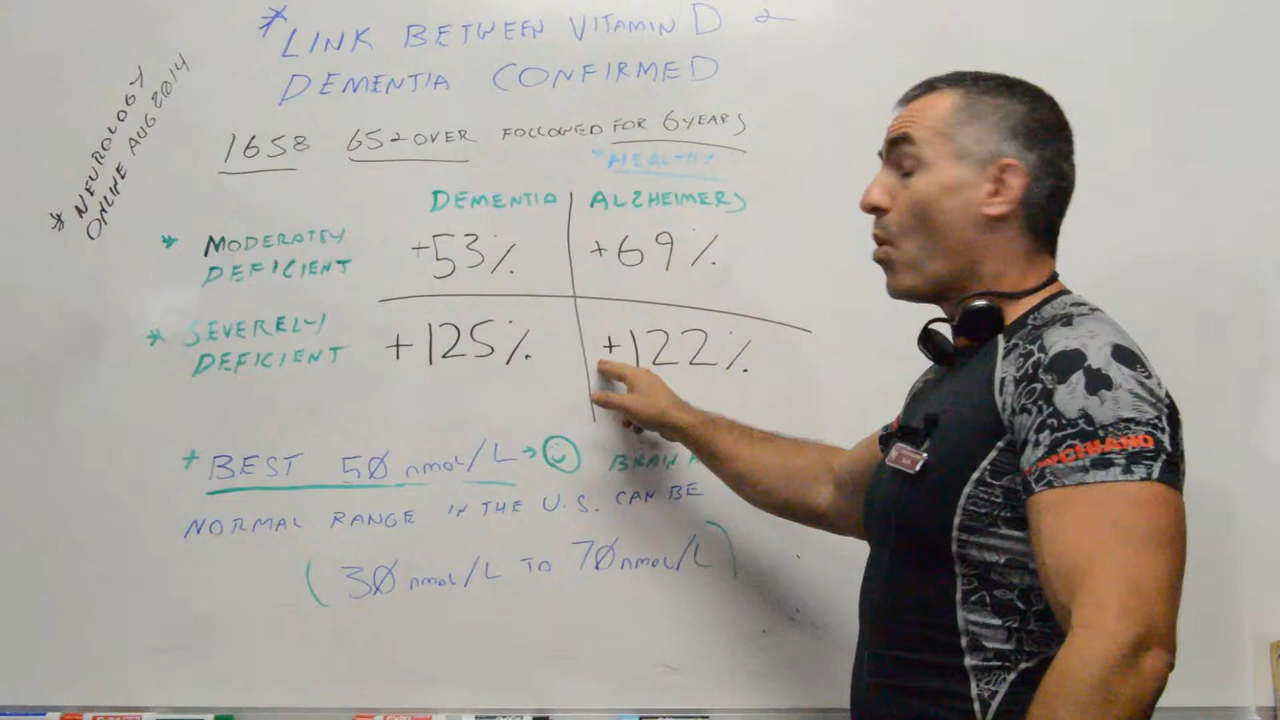 * LINK BETWEEN VITAMIN D &
DEMENTIA CONFIRMED
* NEUROLOGY
ONLINE AUG 2014
1658 65 & OVER FOLLOWED FOR 6 YEARS
* HEALTHY
DEMENTIA ALZHEIMERS
* MODERATLY
DEFICIENT
+53% +69%
* SEVERELY
DEFICIENT
+125% +122%
+ BEST 50 nmol/L → BRAIN
NORMAL RANGE IN THE U.S. CAN BE
(30 nmol/L TO 70 nmol/L)